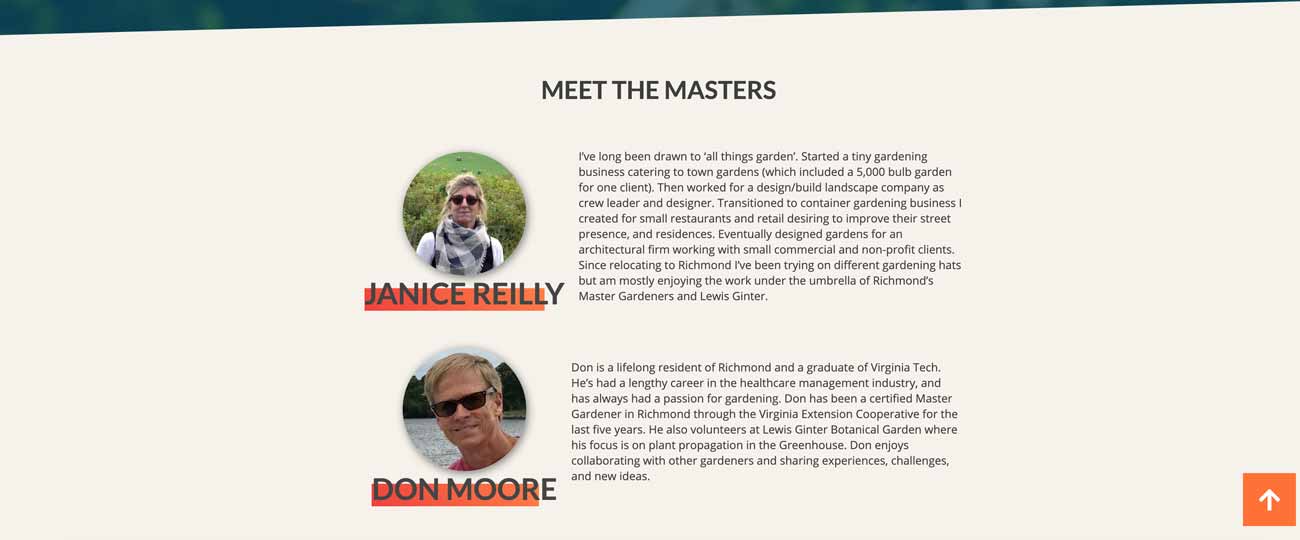 MEET THE MASTERS
I've long been drawn to 'all things garden'. Started a tiny gardening
business catering to town gardens (which included a 5,000 bulb garden
for one client). Then worked for a design/build landscape company as
crew leader and designer. Transitioned to container gardening business I
created for small restaurants and retail desiring to improve their street
presence, and residences. Eventually designed gardens for an
architectural firm working with small commercial and non-profit clients.
Since relocating to Richmond I've been trying on different gardening hats
but am mostly enjoying the work under the umbrella of Richmond's
Master Gardeners and Lewis Ginter.
JANICE REILLY
Don is a lifelong resident of Richmond and a graduate of Virginia Tech.
He's had a lengthy career in the healthcare management industry, and
has always had a passion for gardening. Don has been a certified Master
Gardener in Richmond through the Virginia Extension Cooperative for the
last five years. He also volunteers at Lewis Ginter Botanical Garden where
his focus is on plant propagation in the Greenhouse. Don enjoys
collaborating with other gardeners and sharing experiences, challenges,
and new ideas.
DON MOORE